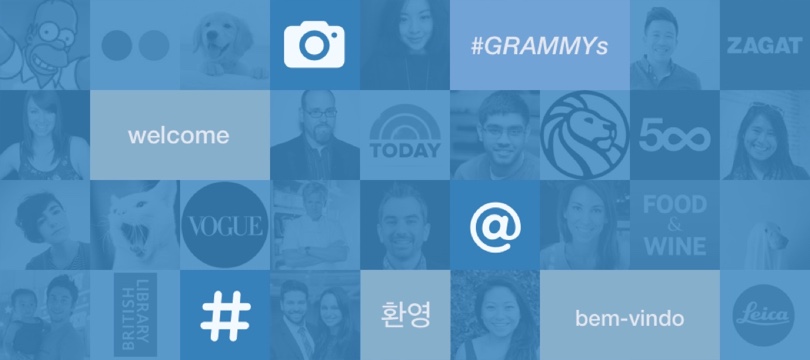 #GRAMMYs
ZAGAT
welcome
TODAY
500
VOGUE
@
FOOD
&
WINE
BRITISH
LIBRARY
#
환영
bem-vindo
Leica